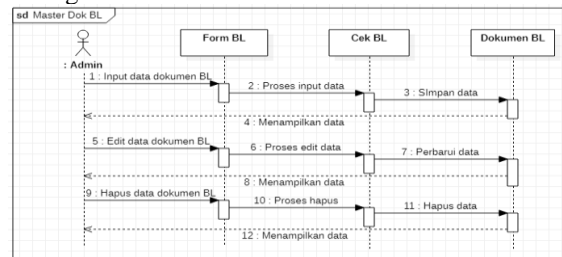 sd Master Dok BL
Form BL
Cek BL
Dokumen BL
: Admin
1 : Input data dokumen BL
2 : Proses input data
3 : SImpan data
4 : Menampilkan data
5 : Edit data dokumen BL
6 : Proses edit data
7 : Perbarui data
8 : Menampilkan data
9 : Hapus data dokumen BL
10 : Proses hapus
11 : Hapus data
12 : Menampilkan data